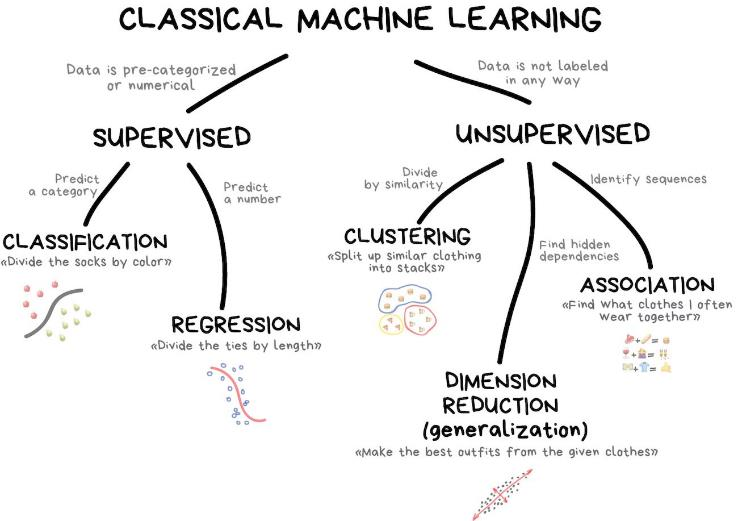 CLASSICAL MACHINE LEARNING
Data is pre-categorized
or numerical
Data is not labeled
in any way
SUPERVISED
UNSUPERVISED
Predict
a category
Predict
a number
Divide
by similarity
Identify sequences
Find hidden
dependencies
CLASSIFICATION
«Divide the socks by color»
CLUSTERING
«Split up similar clothing
into stacks»
ASSOCIATION
«Find what clothes I often
wear together»
REGRESSION
«Divide the ties by length»
+ =
+ =
+ =
DIMENSION
REDUCTION
(generalization)
«Make the best outfits from the given clothes»